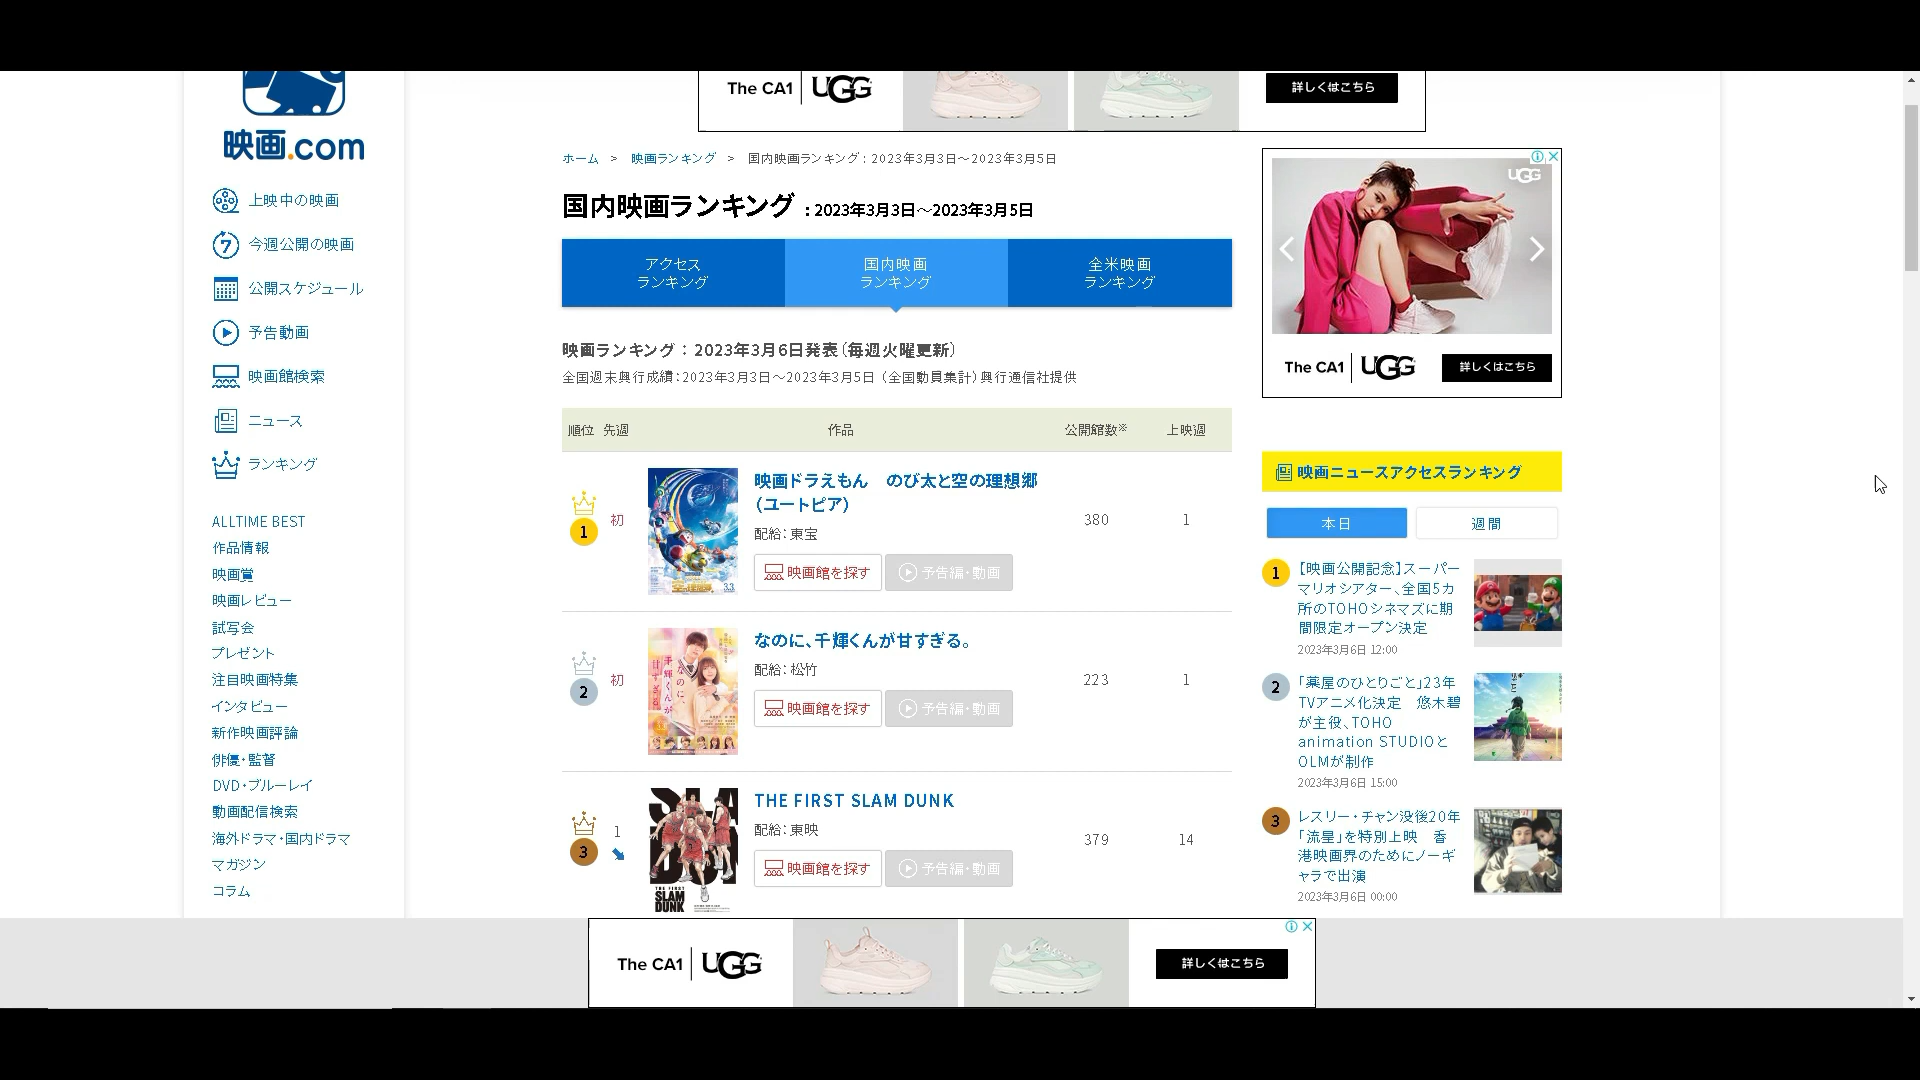 The CA1 UGG 詳しくはこちら
映画.com
上映中の映画
今週公開の映画
公開スケジュール
予告動画
映画館検索
ニュース
ランキング
ALLTIME BEST
作品情報
映画賞
映画レビュー
試写会
プレゼント
注目映画特集
インタビュー
新作映画評論
俳優・監督
DVD・ブルーレイ
動画配信検索
海外ドラマ・国内ドラマ
マガジン
コラム
ホーム > 映画ランキング > 国内映画ランキング : 2023年3月3日～2023年3月5日
国内映画ランキング : 2023年3月3日～2023年3月5日
アクセス
ランキング
国内映画
ランキング
全米映画
ランキング
映画ランキング : 2023年3月6日発表(毎週火曜更新)
全国週末興行成績:2023年3月3日～2023年3月5日 (全国動員集計)興行通信社提供
順位 先週 作品 公開館数※ 上映週
1 初 映画ドラえもん　のび太と空の理想郷
(ユートピア)
配給:東宝
380 1
映画館を探す 予告編・動画
2 初 なのに、千輝くんが甘すぎる。
配給:松竹
223 1
映画館を探す 予告編・動画
3 1 THE FIRST SLAM DUNK
配給:東映
379 14
映画館を探す 予告編・動画
THE FIRST
SLAM
DUNK
UGG
The CA1 UGG 詳しくはこちら
映画ニュースアクセスランキング
本日 週間
1 【映画公開記念】スーパー
マリオシアター、全国5カ
所のTOHOシネマズに期
間限定オープン決定
2023年3月6日 12:00
2 「薬屋のひとりごと」23年
TVアニメ化決定　悠木碧
が主役、TOHO
animation STUDIOと
OLMが制作
2023年3月6日 15:00
3 レスリー・チャン没後20年
「流星」を特別上映　香
港映画界のためにノーギ
ャラで出演
2023年3月6日 00:00
The CA1 UGG 詳しくはこちら